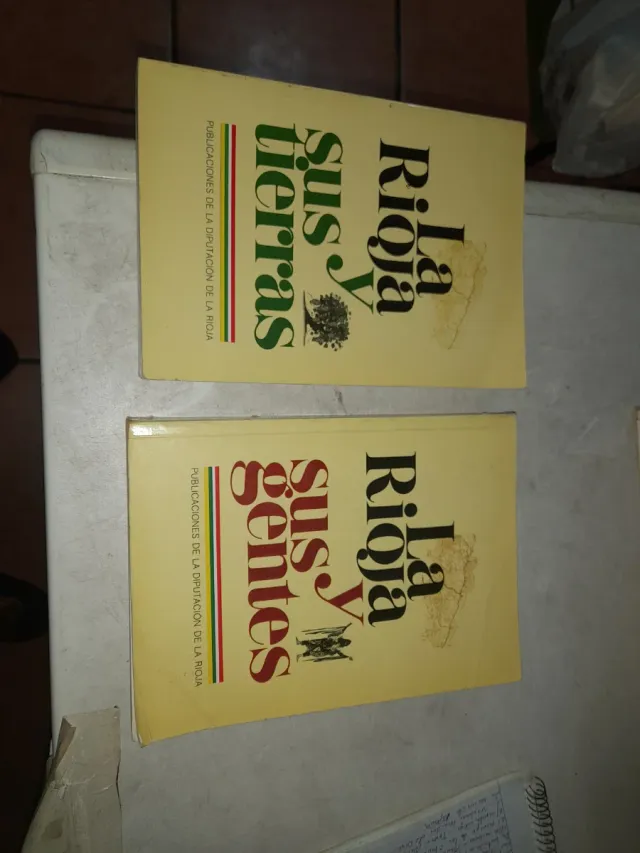 La
Rioja
sus y
tierras
PUBLICACIONES DE LA DIPUTACIÓN DE LA RIOJA
La
Rioja
sus y
gentes
PUBLICACIONES DE LA DIPUTACIÓN DE LA RIOJA